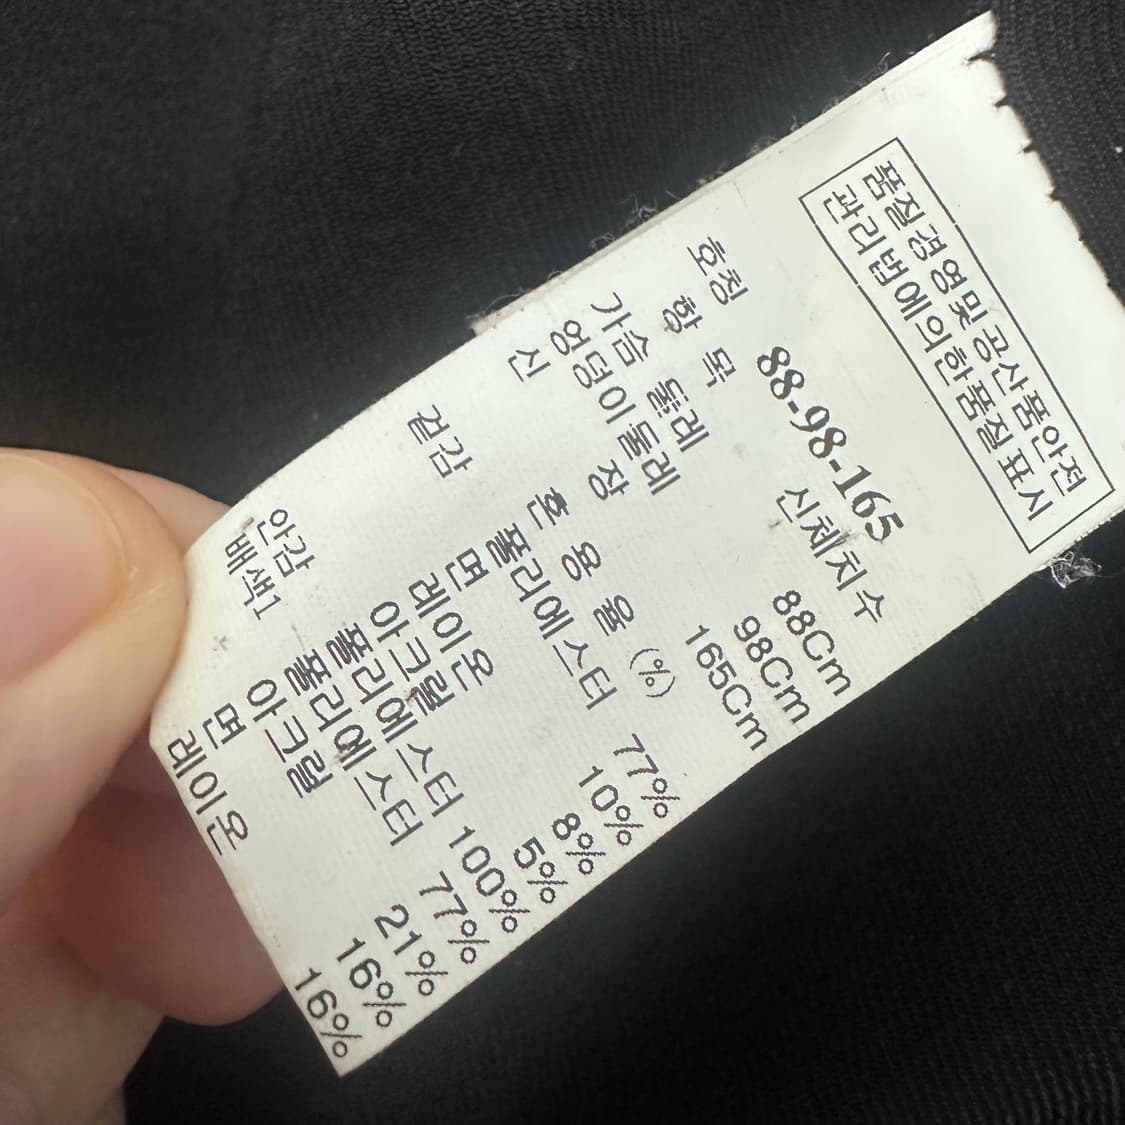 품질경영및공산품안전
관리법에의한품질표시
호칭 88-98-165
항 목 신체치수
가슴 둘레 88Cm
엉덩이둘레 98Cm
신 장 165Cm
혼 용 율 (%)
겉감 폴리에스터 77%
면 10%
레이온 8%
아크릴 5%
안감 폴리에스터 100%
배색1 폴리에스터 77%
아크릴 21%
면 16%
레이온 16%